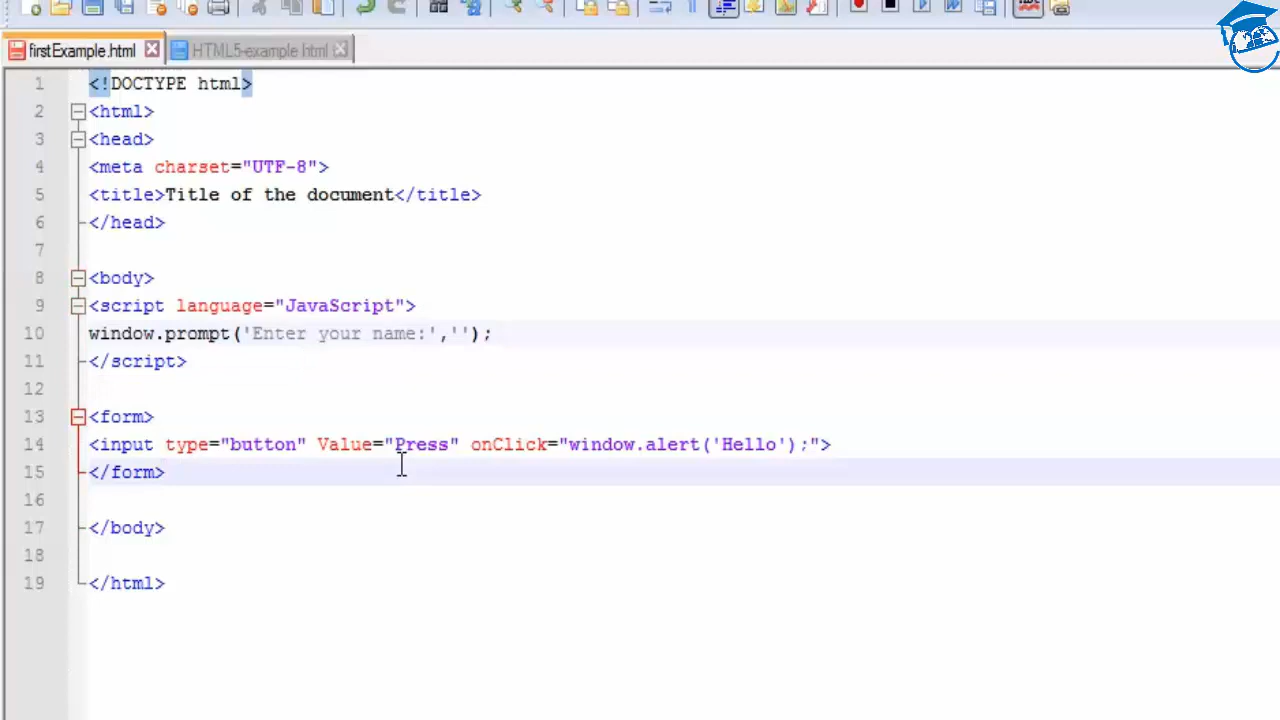 firstExample.html HTML5-example.html
1 <!DOCTYPE html>
2 <html>
3 <head>
4 <meta charset="UTF-8">
5 <title>Title of the document</title>
6 </head>
7
8 <body>
9 <script language="JavaScript">
10 window.prompt('Enter your name:','');
11 </script>
12
13 <form>
14 <input type="button" Value="Press" onClick="window.alert('Hello');">
15 </form>
16
17 </body>
18
19 </html>